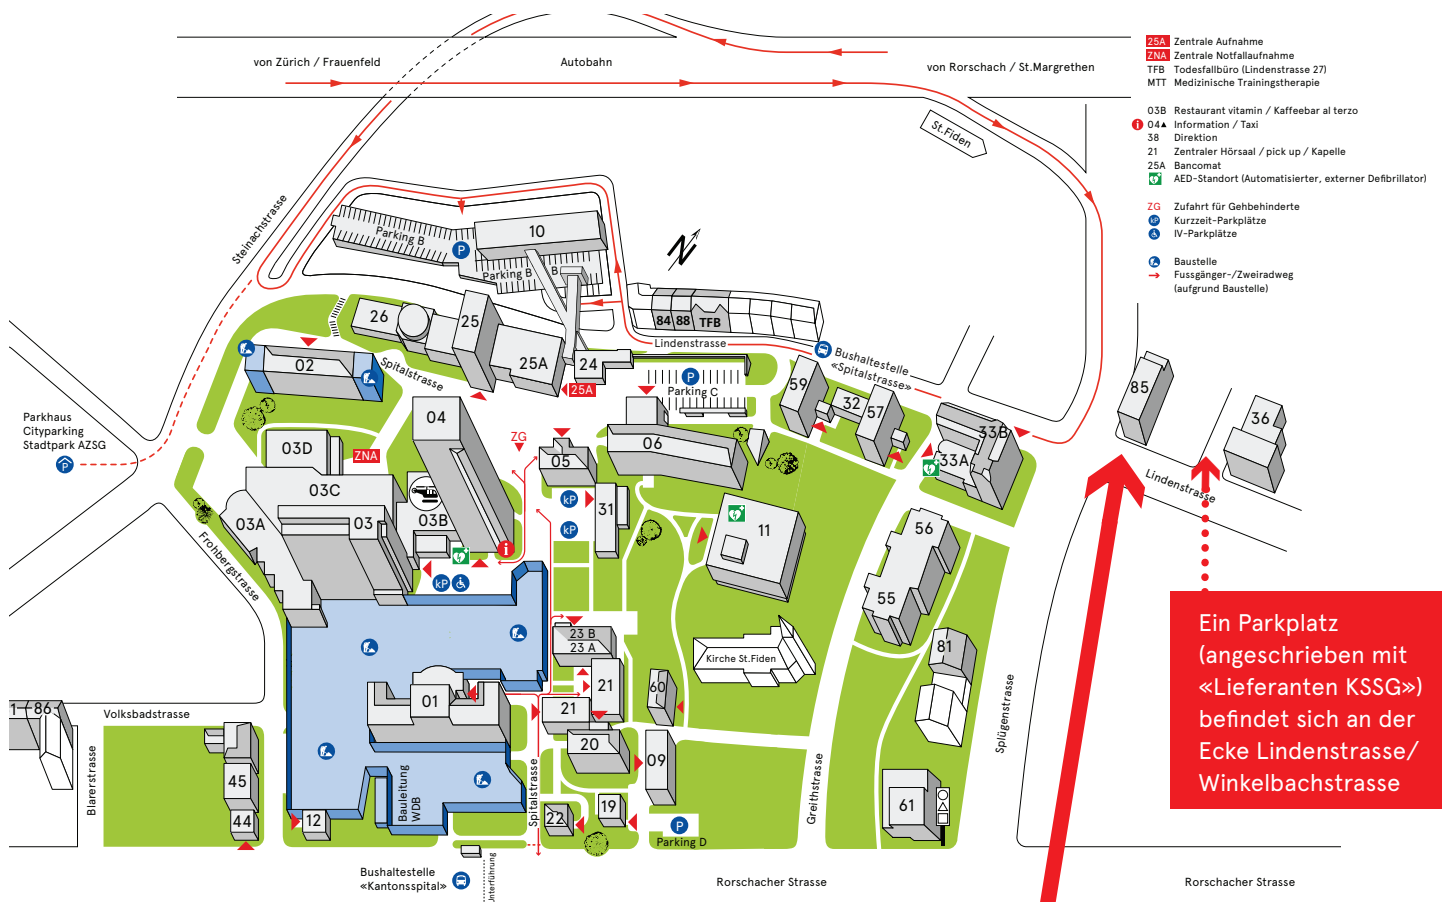 von Zürich / Frauenfeld
Autobahn
von Rorschach / St.Margrethen
St.Fiden
25A Zentrale Aufnahme
ZNA Zentrale Notfallaufnahme
TFB Todesfallbüro (Lindenstrasse 27)
MTT Medizinische Trainingstherapie
03B Restaurant vitamin / Kaffeebar al terzo
i 04▲ Information / Taxi
38 Direktion
21 Zentraler Hörsaal / pick up / Kapelle
25A Bancomat
AED-Standort (Automatisierter, externer Defibrillator)
ZG Zufahrt für Gehbehinderte
kP Kurzzeit-Parkplätze
IV-Parkplätze
Baustelle
→ Fussgänger-/Zweiradweg
(aufgrund Baustelle)
Steinachstrasse
Parking B
P
10
Parking B
B
N
26
25
25A
24
84 88 TFB
Lindenstrasse
Bushaltestelle
«Spitalstrasse»
02
Spitalstrasse
25A
P
Parking C
59
32
57
85
36
Parkhaus
Cityparking
Stadtpark AZSG
P
04
ZG
05
06
33B
33A
Lindenstrasse
03D
ZNA
03C
03A
03
03B
kP
kP
31
11
56
i
kP
55
Frohbergstrasse
23 B
23 A
Kirche St.Fiden
81
Ein Parkplatz
(angeschrieben mit
«Lieferanten KSSG»)
befindet sich an der
Ecke Lindenstrasse/
Winkelbachstrasse
01
21
21
60
1-86
Volksbadstrasse
Blarerstrasse
45
44
12
Bauleitung
WDB
Spitalstrasse
20
09
22
19
P
Parking D
Greithstrasse
Splügenstrasse
61
Bushaltestelle
«Kantonsspital»
Unterführung
Rorschacher Strasse
Rorschacher Strasse